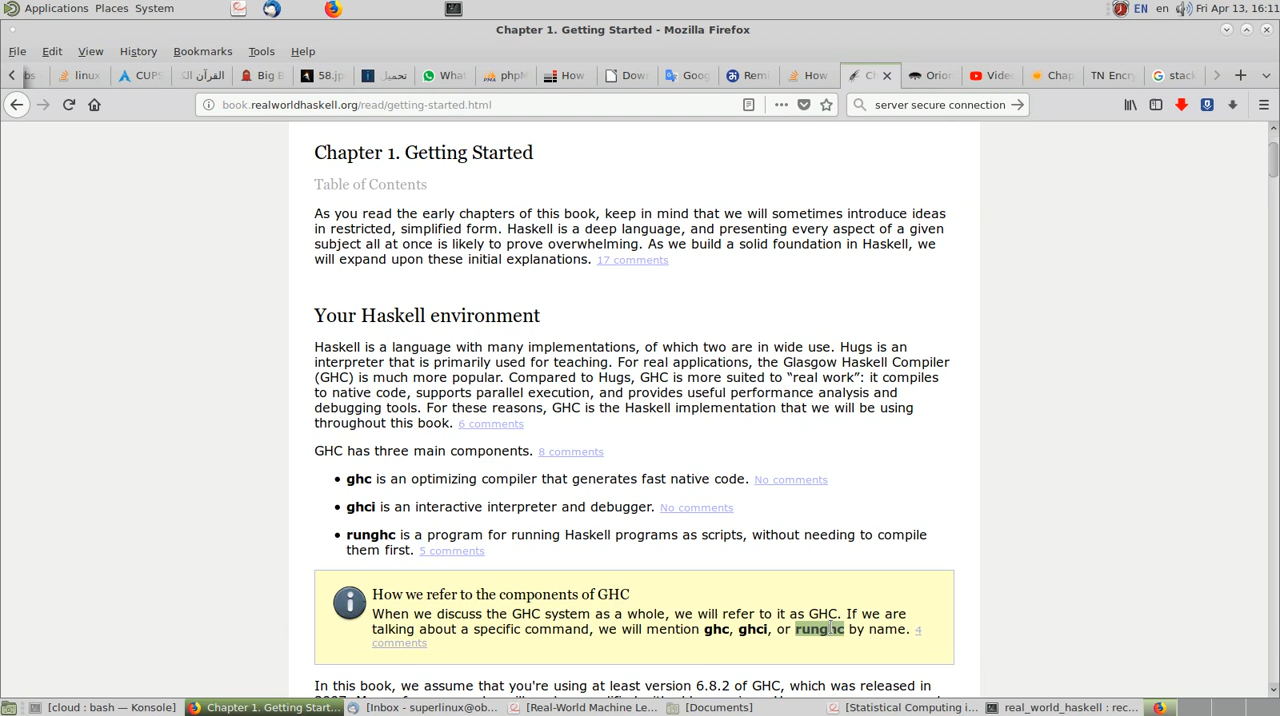 Applications Places System EN en Fri Apr 13, 16:11
Chapter 1. Getting Started - Mozilla Firefox
File Edit View History Bookmarks Tools Help
bs linux CUPS القرآن الك Big B 58.jp تحميل What phpM How Down Goog Remi How Ch Orion Video Chap TN Encry stack
book.realworldhaskell.org/read/getting-started.html server secure connection
Chapter 1. Getting Started
Table of Contents
As you read the early chapters of this book, keep in mind that we will sometimes introduce ideas
in restricted, simplified form. Haskell is a deep language, and presenting every aspect of a given
subject all at once is likely to prove overwhelming. As we build a solid foundation in Haskell, we
will expand upon these initial explanations. 17 comments
Your Haskell environment
Haskell is a language with many implementations, of which two are in wide use. Hugs is an
interpreter that is primarily used for teaching. For real applications, the Glasgow Haskell Compiler
(GHC) is much more popular. Compared to Hugs, GHC is more suited to “real work”: it compiles
to native code, supports parallel execution, and provides useful performance analysis and
debugging tools. For these reasons, GHC is the Haskell implementation that we will be using
throughout this book. 6 comments
GHC has three main components. 8 comments
• ghc is an optimizing compiler that generates fast native code. No comments
• ghci is an interactive interpreter and debugger. No comments
• runghc is a program for running Haskell programs as scripts, without needing to compile
them first. 5 comments
How we refer to the components of GHC
When we discuss the GHC system as a whole, we will refer to it as GHC. If we are
talking about a specific command, we will mention ghc, ghci, or runghc by name. 4
comments
In this book, we assume that you're using at least version 6.8.2 of GHC, which was released in
[cloud : bash — Konsole] Chapter 1. Getting Start... [Inbox - superlinux@ob... [Real-World Machine Le... [Documents] [Statistical Computing i... real_world_haskell : rec...